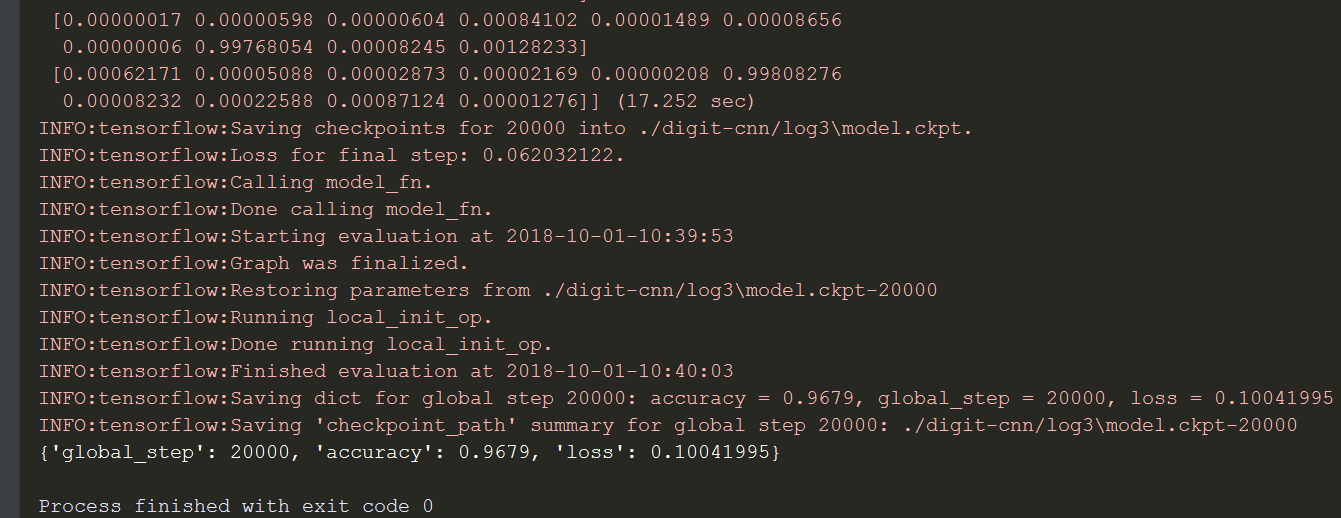 [0.00000017 0.00000598 0.00000604 0.00084102 0.00001489 0.00008656
0.00000006 0.99768054 0.00008245 0.00128233]
[0.00062171 0.00005088 0.00002873 0.00002169 0.00000208 0.99808276
0.00008232 0.00022588 0.00087124 0.00001276]] (17.252 sec)
INFO:tensorflow:Saving checkpoints for 20000 into ./digit-cnn/log3\model.ckpt.
INFO:tensorflow:Loss for final step: 0.062032122.
INFO:tensorflow:Calling model_fn.
INFO:tensorflow:Done calling model_fn.
INFO:tensorflow:Starting evaluation at 2018-10-01-10:39:53
INFO:tensorflow:Graph was finalized.
INFO:tensorflow:Restoring parameters from ./digit-cnn/log3\model.ckpt-20000
INFO:tensorflow:Running local_init_op.
INFO:tensorflow:Done running local_init_op.
INFO:tensorflow:Finished evaluation at 2018-10-01-10:40:03
INFO:tensorflow:Saving dict for global step 20000: accuracy = 0.9679, global_step = 20000, loss = 0.10041995
INFO:tensorflow:Saving 'checkpoint_path' summary for global step 20000: ./digit-cnn/log3\model.ckpt-20000
{'global_step': 20000, 'accuracy': 0.9679, 'loss': 0.10041995}
Process finished with exit code 0